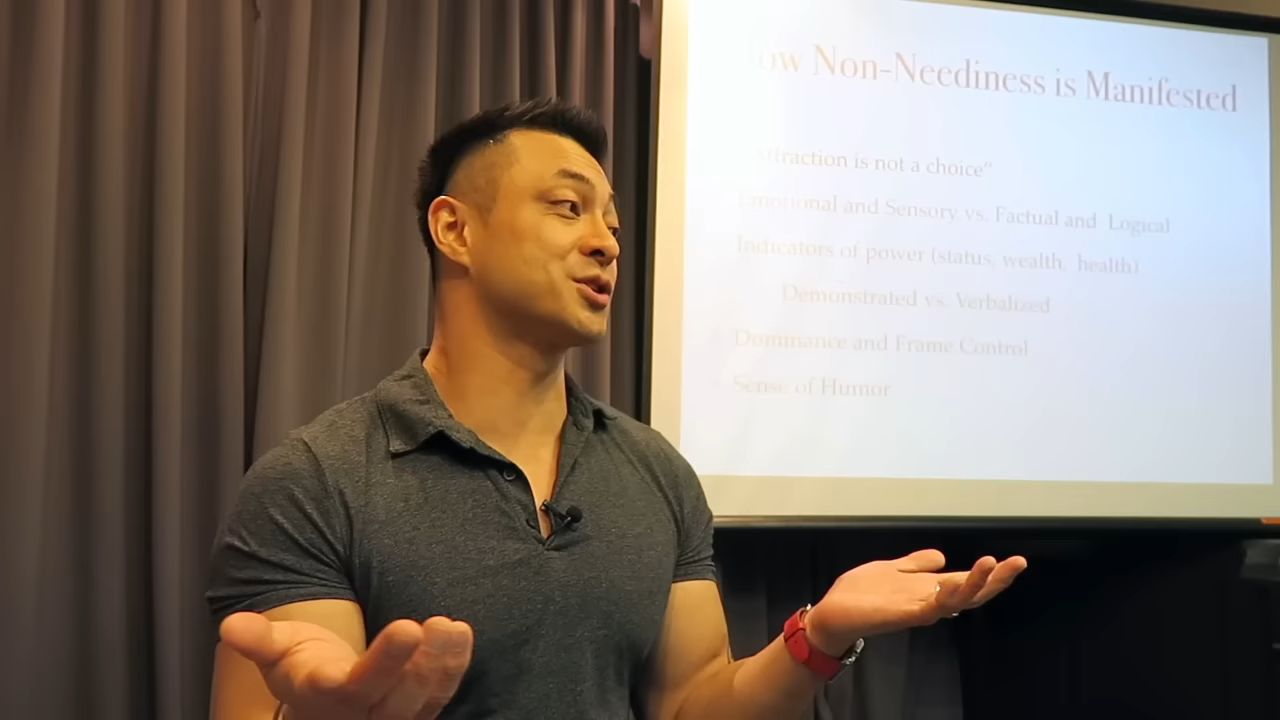 Non-Neediness is Manifested
is not a choice”
Emotional and Sensory vs. Factual and Logical
Indicators of power (status, wealth, health)
Demonstrated vs. Verbalized
Dominance and Frame Control
Sense of Humor